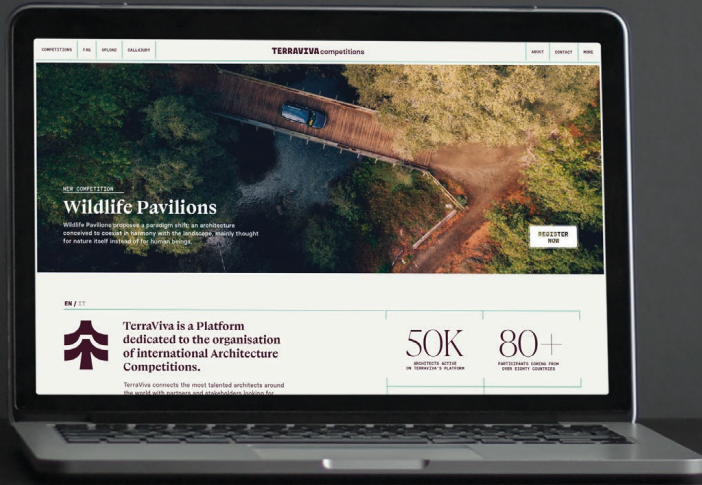 COMPETITIONS FAQ UPLOAD CALL4JURY TERRAVIVA competitions ABOUT CONTACT MORE
NEW COMPETITION
Wildlife Pavilions
Wildlife Pavilions proposes a paradigm shift: an architecture
conceived to coexist in harmony with the landscape, mainly thought
for nature itself instead of for human beings.
REGISTER
NOW
EN / IT
TerraViva is a Platform
dedicated to the organisation
of international Architecture
Competitions.
TerraViva connects the most talented architects around
the world with partners and stakeholders looking for
50K
ARCHITECTS ACTIVE
ON TERRAVIVA'S PLATFORM
80+
PARTICIPANTS COMING FROM
OVER EIGHTY COUNTRIES